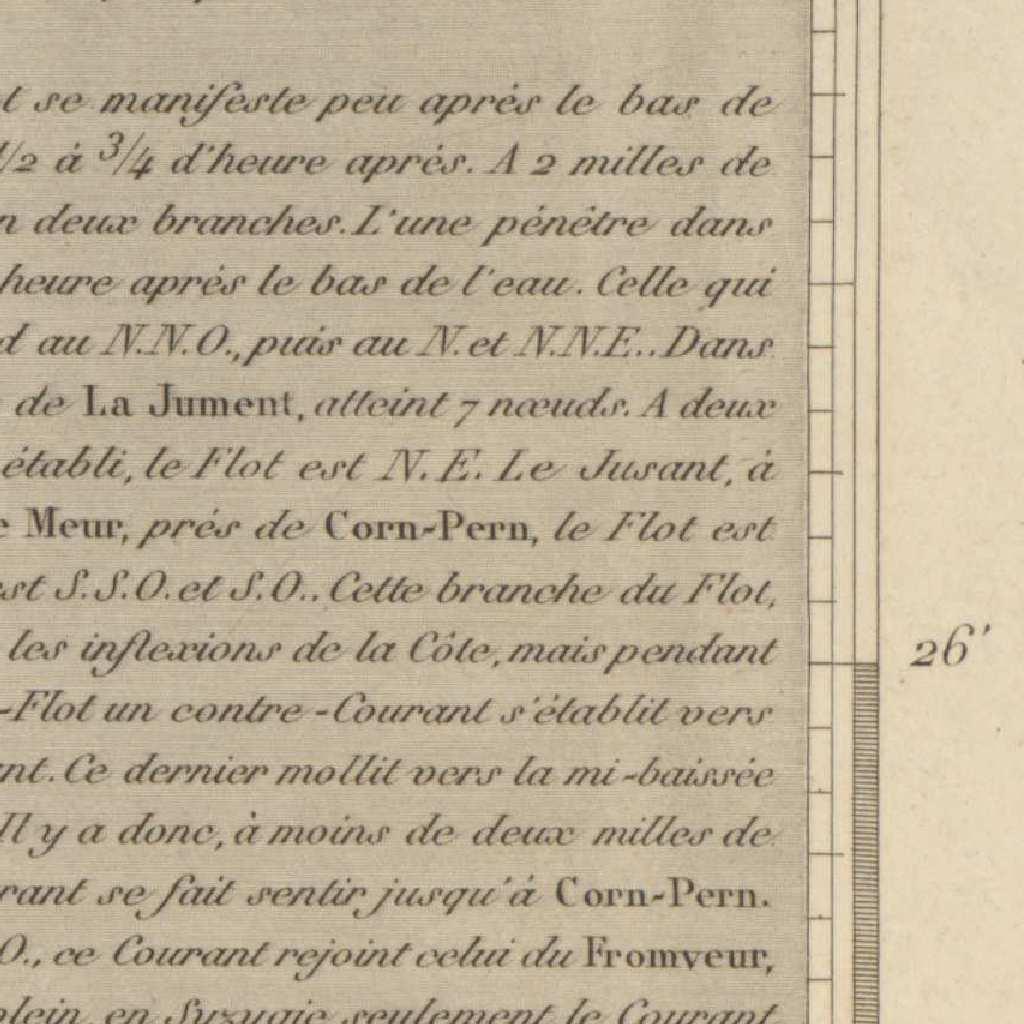 t se manifeste peu après le bas de
1/2 à 3/4 d'heure après. A 2 milles de
n deux branches. L'une pénètre dans
heure après le bas de l'eau. Celle qui
d au N.N.O., puis au N. et N.N.E.. Dans
de La Jument, atteint 7 nœuds. A deux
établi, le Flot est N.E. Le Jusant, à
e Meur, près de Corn-Pern, le Flot est
st S.S.O. et S.O.. Cette branche du Flot,
les inflexions de la Côte, mais pendant
26'
-Flot un contre-Courant s'établit vers
nt. Ce dernier mollit vers la mi-baissée
Il y a donc, à moins de deux milles de
rant se fait sentir jusqu'à Corn-Pern.
O., ce Courant rejoint celui du Fromveur,
plein en Syzygie seulement le Courant